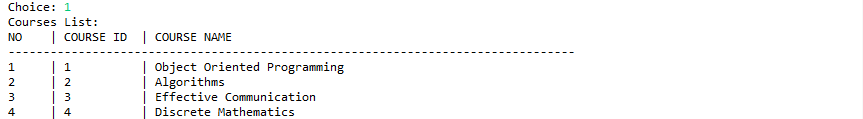 Choice: 1
Courses List:
NO    | COURSE ID  | COURSE NAME
---------------------------------------------------------------------------------
1     | 1          | Object Oriented Programming
2     | 2          | Algorithms
3     | 3          | Effective Communication
4     | 4          | Discrete Mathematics